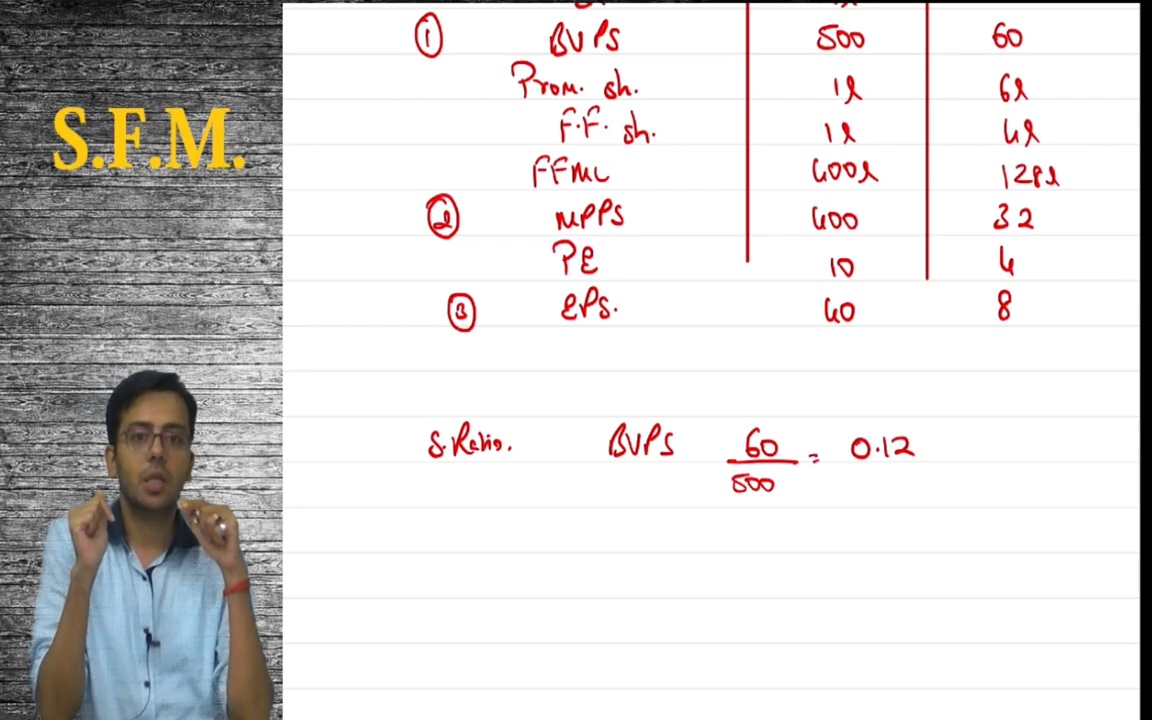 S.F.M.
① BVPS 500 60
Prom. sh. 1l 6l
F.F. sh. 1l 4l
FFMC 400l 128l
② MPPS 400 32
PE 10 4
③ EPS. 40 8
S. Ratio. BVPS 60/500 = 0.12